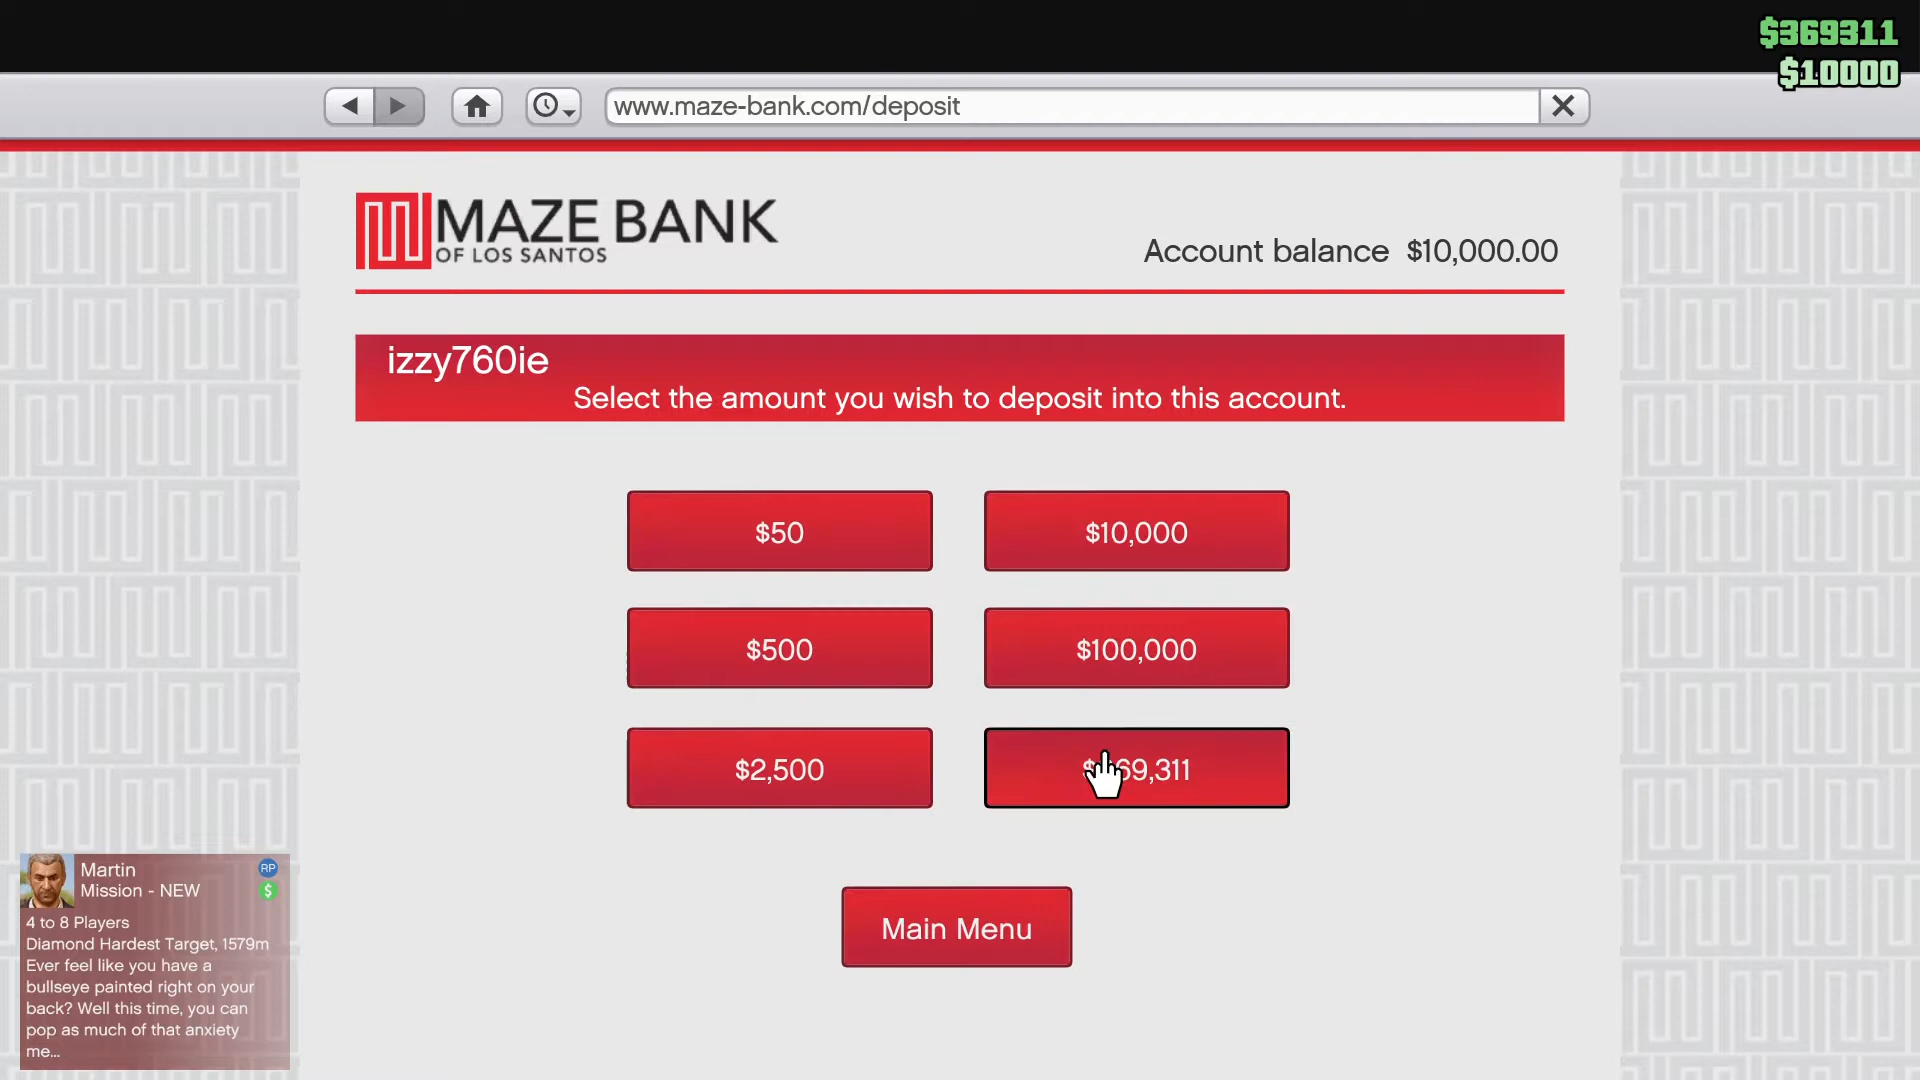 $369311
$10000
www.maze-bank.com/deposit
MAZE BANK
OF LOS SANTOS
Account balance $10,000.00
izzy760ie
Select the amount you wish to deposit into this account.
$50
$10,000
$500
$100,000
$2,500
69,311
Main Menu
Martin
RP
Mission - NEW
$
4 to 8 Players
Diamond Hardest Target, 1579m
Ever feel like you have a
bullseye painted right on your
back? Well this time, you can
pop as much of that anxiety
me...